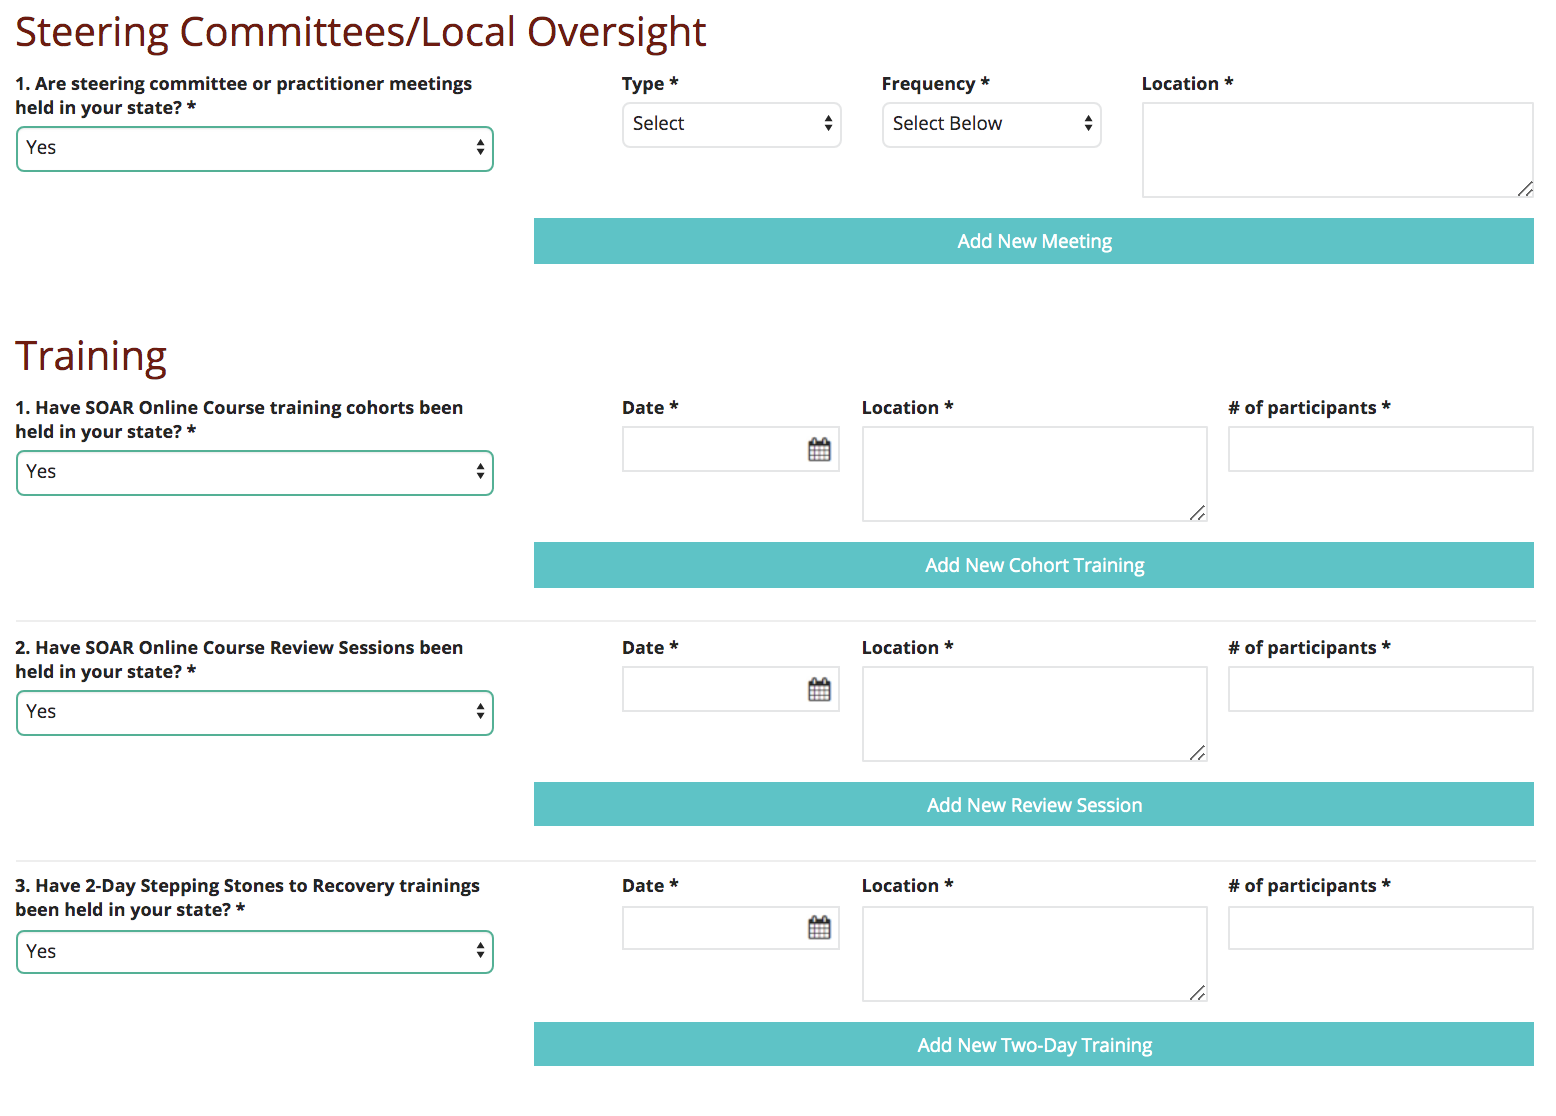 Steering Committees/Local Oversight
1. Are steering committee or practitioner meetings
held in your state? *
Yes
Type *
Select
Frequency *
Select Below
Location *
Add New Meeting
Training
1. Have SOAR Online Course training cohorts been
held in your state? *
Yes
Date *
Location *
# of participants *
Add New Cohort Training
2. Have SOAR Online Course Review Sessions been
held in your state? *
Yes
Date *
Location *
# of participants *
Add New Review Session
3. Have 2-Day Stepping Stones to Recovery trainings
been held in your state? *
Yes
Date *
Location *
# of participants *
Add New Two-Day Training